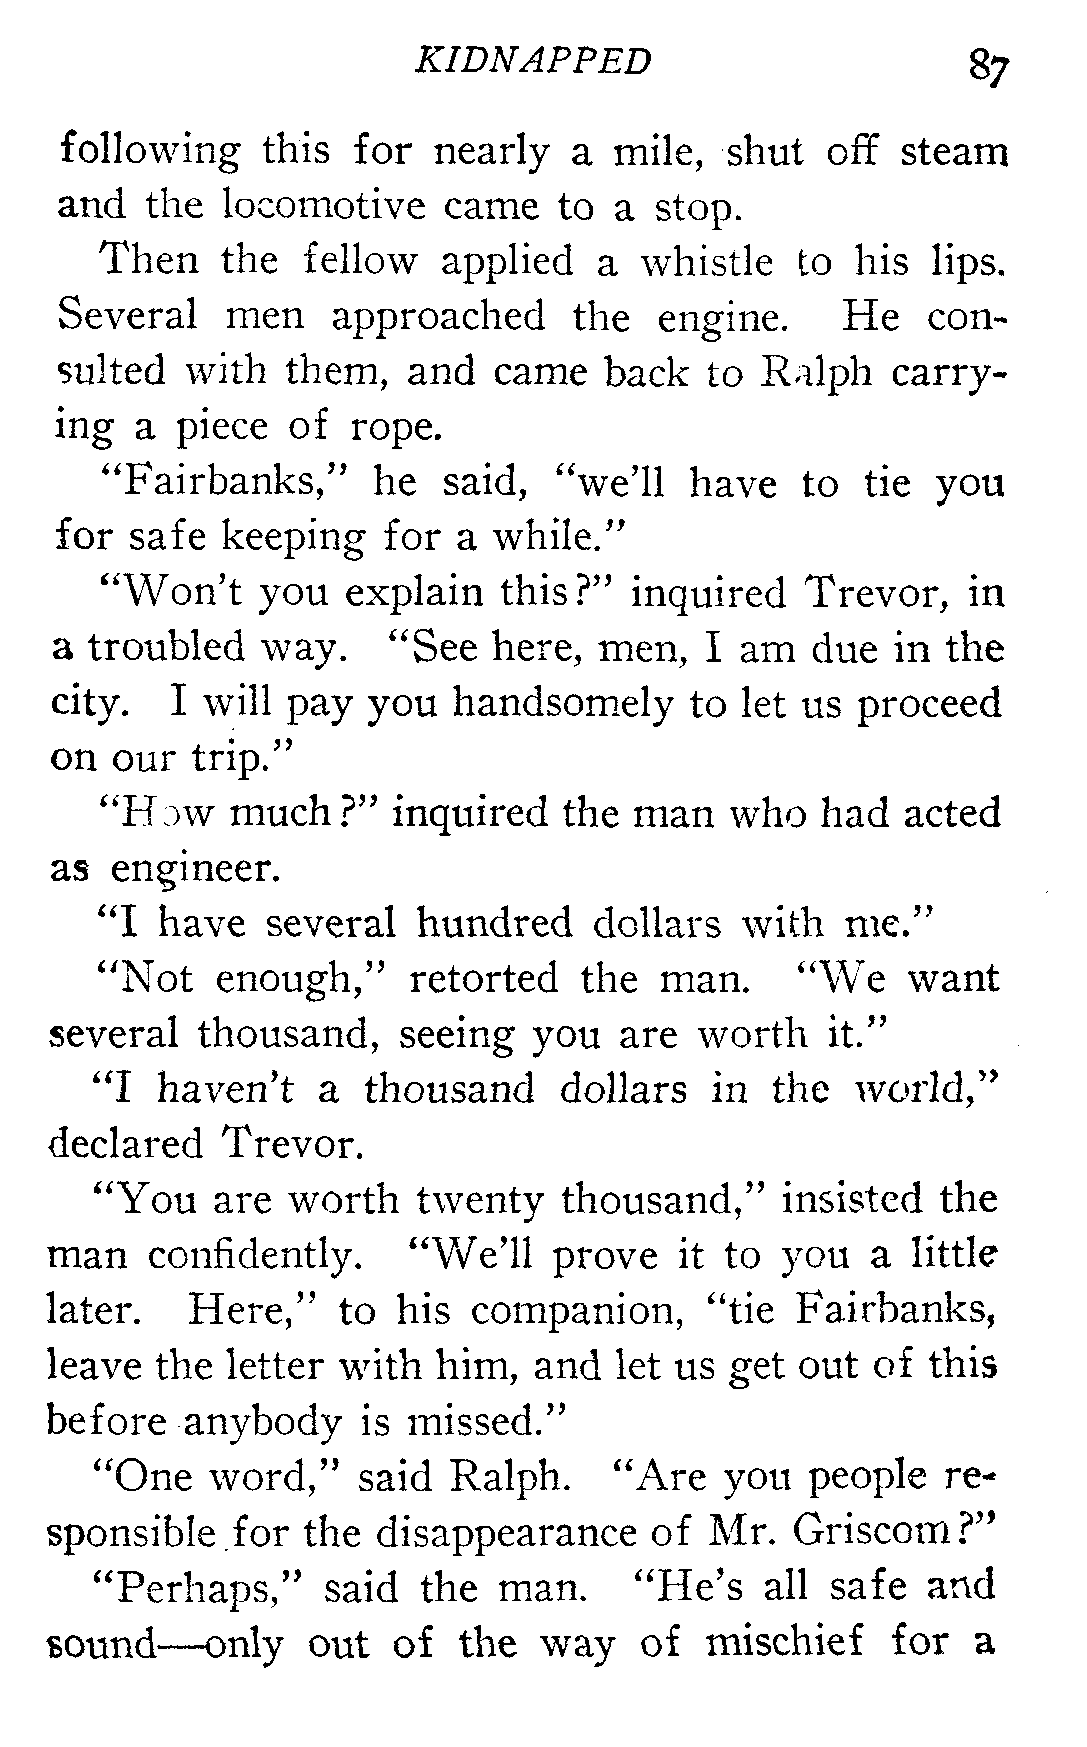 KIDNAPPED 87
following this for nearly a mile, shut off steam
and the locomotive came to a stop.
Then the fellow applied a whistle to his lips.
Several men approached the engine. He con-
sulted with them, and came back to Ralph carry-
ing a piece of rope.
"Fairbanks," he said, "we'll have to tie you
for safe keeping for a while."
"Won't you explain this?" inquired Trevor, in
a troubled way. "See here, men, I am due in the
city. I will pay you handsomely to let us proceed
on our trip."
"How much?" inquired the man who had acted
as engineer.
"I have several hundred dollars with me."
"Not enough," retorted the man. "We want
several thousand, seeing you are worth it."
"I haven't a thousand dollars in the world,"
declared Trevor.
"You are worth twenty thousand," insisted the
man confidently. "We'll prove it to you a little
later. Here," to his companion, "tie Fairbanks,
leave the letter with him, and let us get out of this
before anybody is missed."
"One word," said Ralph. "Are you people re-
sponsible for the disappearance of Mr. Griscom?"
"Perhaps," said the man. "He's all safe and
sound—only out of the way of mischief for a